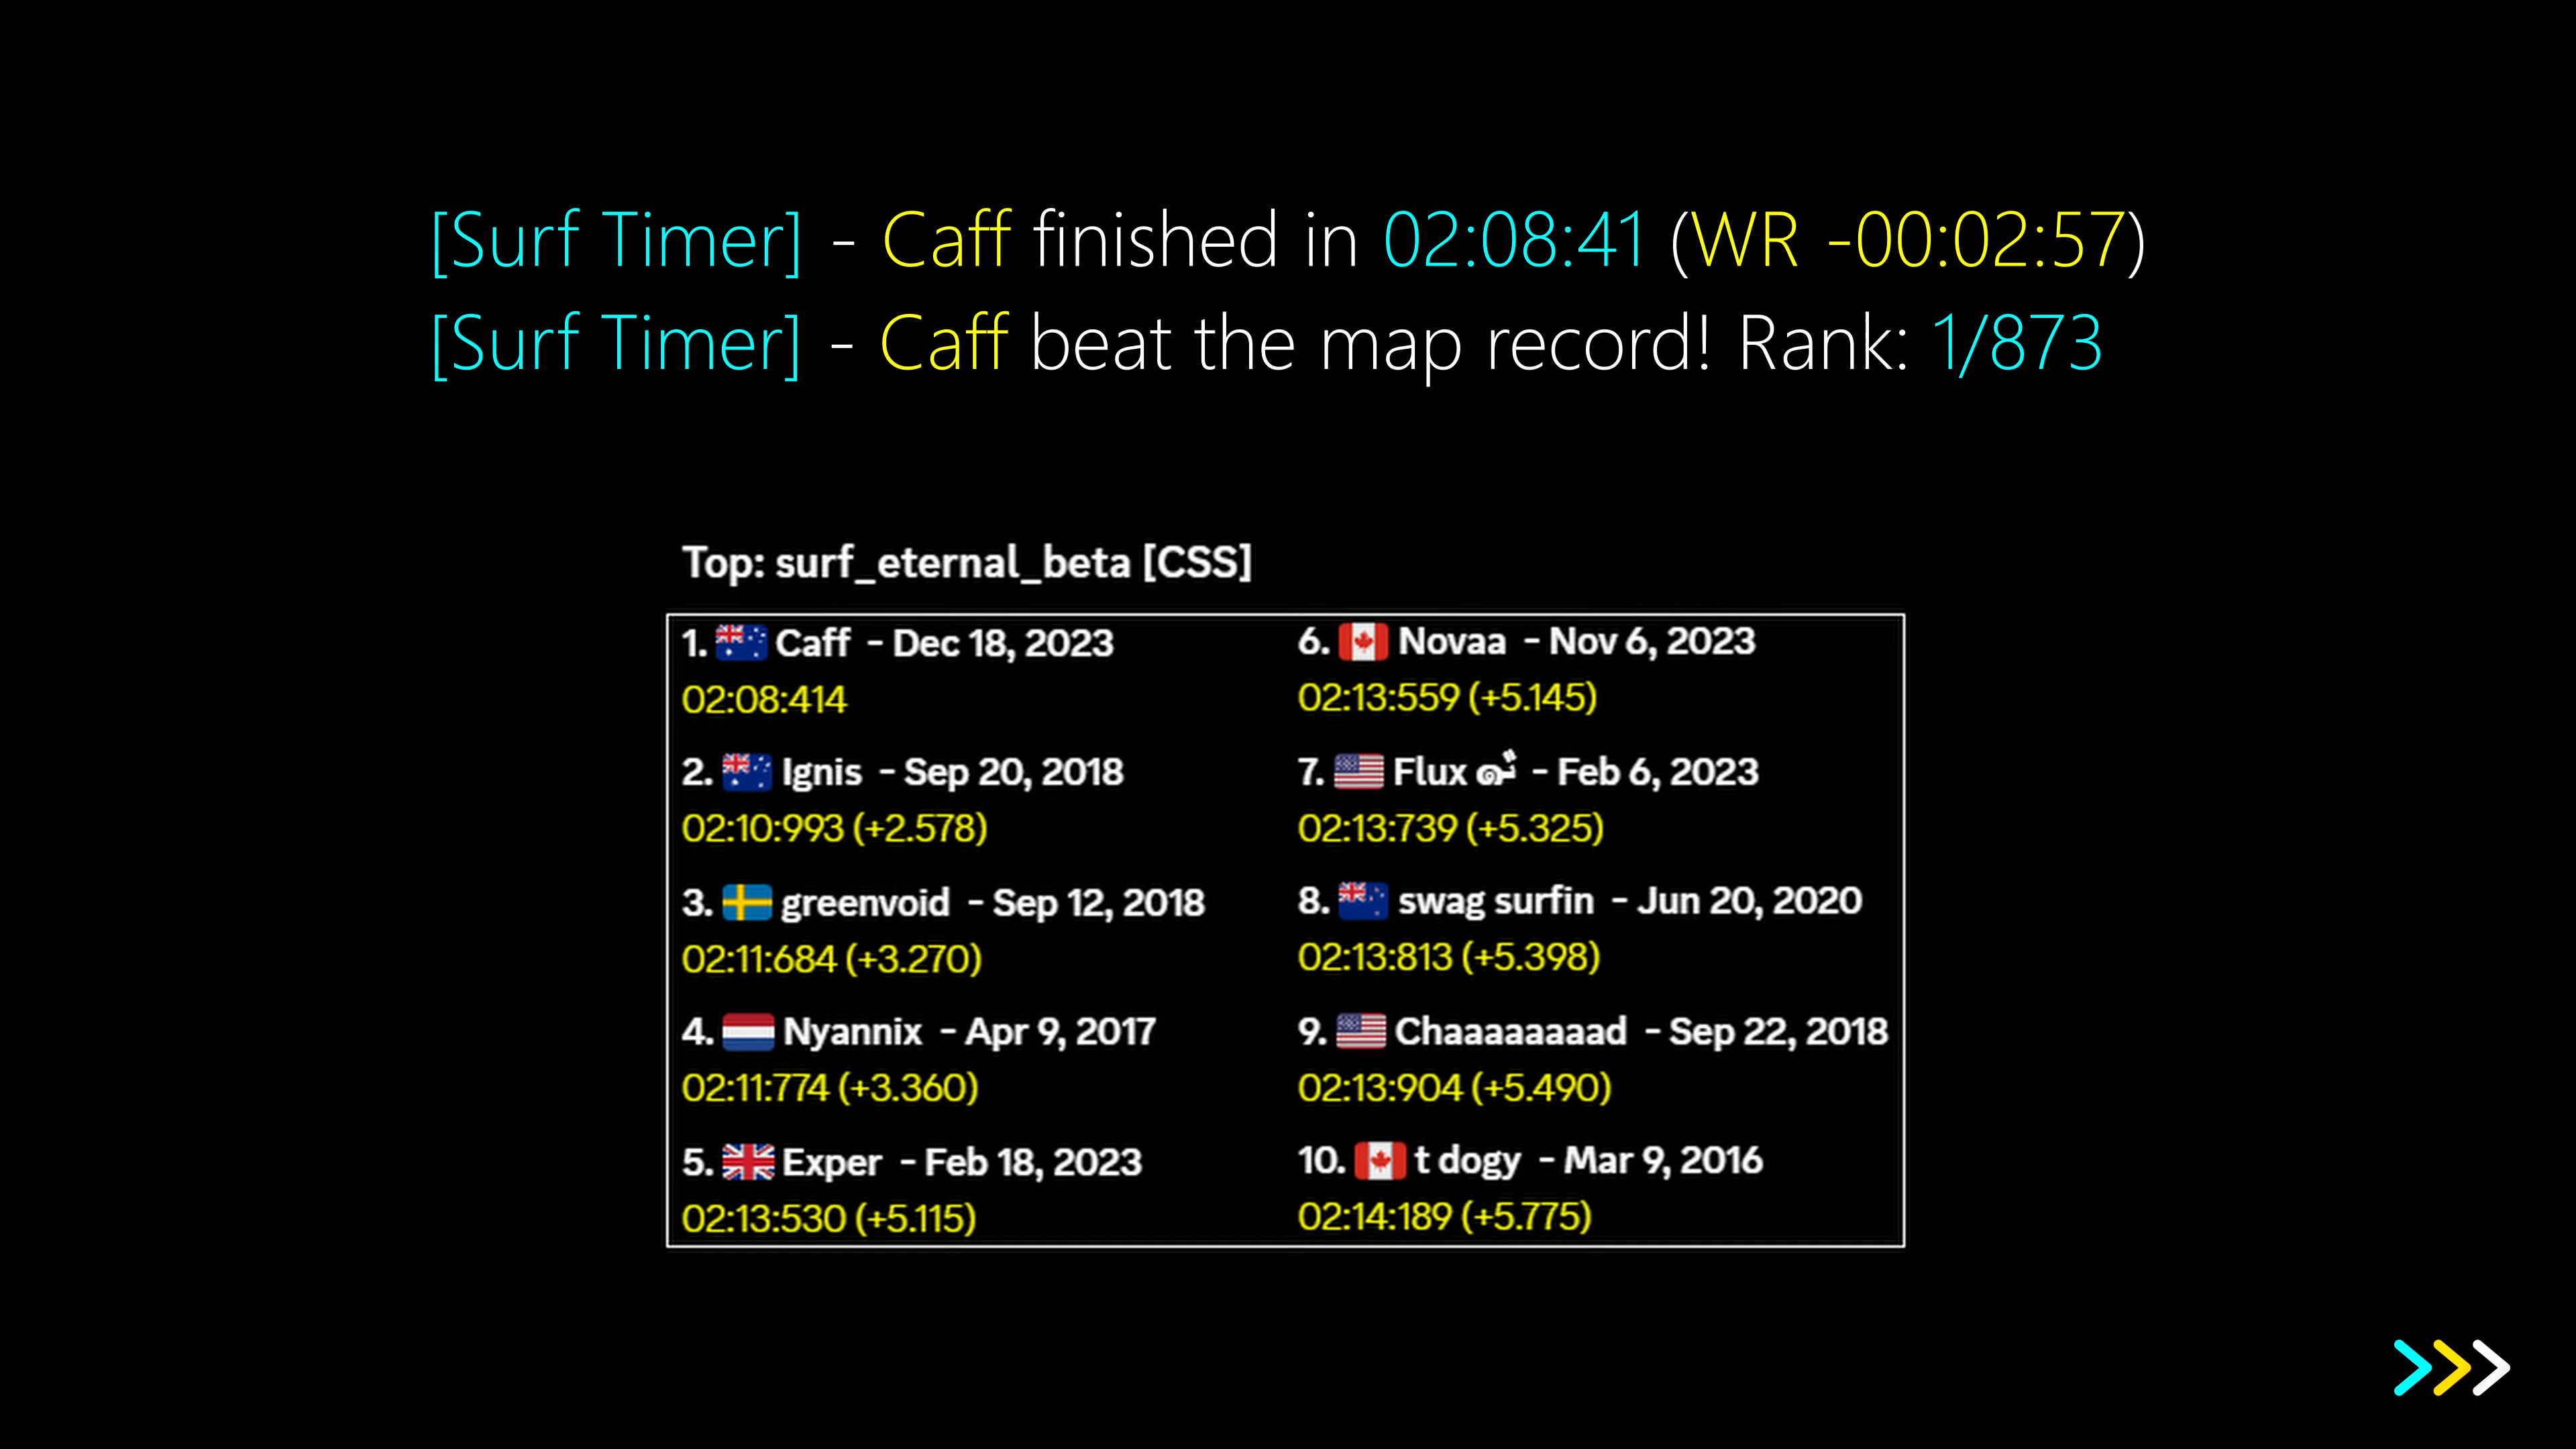 [Surf Timer] - Caff finished in 02:08:41 (WR -00:02:57)
[Surf Timer] - Caff beat the map record! Rank: 1/873
Top: surf_eternal_beta [CSS]
1. Caff - Dec 18, 2023
02:08:414
2. Ignis - Sep 20, 2018
02:10:993 (+2.578)
3. greenvoid - Sep 12, 2018
02:11:684 (+3.270)
4. Nyannix - Apr 9, 2017
02:11:774 (+3.360)
5. Exper - Feb 18, 2023
02:13:530 (+5.115)
6. Novaa - Nov 6, 2023
02:13:559 (+5.145)
7. Flux - Feb 6, 2023
02:13:739 (+5.325)
8. swag surfin - Jun 20, 2020
02:13:813 (+5.398)
9. Chaaaaaaaad - Sep 22, 2018
02:13:904 (+5.490)
10. t dogy - Mar 9, 2016
02:14:189 (+5.775)